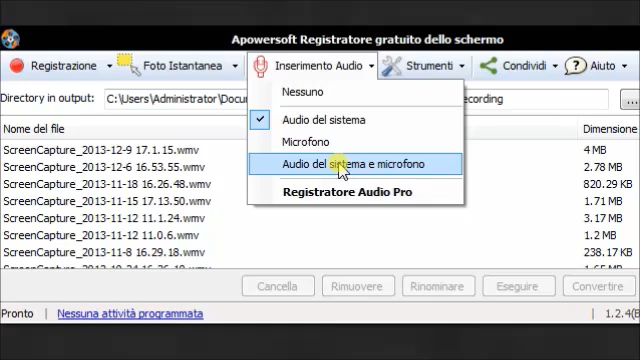 Apowersoft Registratore gratuito dello schermo
Registrazione Foto Istantanea Inserimento Audio Strumenti Condividi Aiuto
Directory in output: C:\Users\Administrator\Docu ecording ...
Nessuno
Audio del sistema
Microfono
Audio del sistema e microfono
Registratore Audio Pro
Nome del file Dimensione
ScreenCapture_2013-12-9 17.1.15.wmv 4 MB
ScreenCapture_2013-12-6 16.53.55.wmv 2.78 MB
ScreenCapture_2013-11-18 16.26.48.wmv 820.29 KB
ScreenCapture_2013-11-15 17.13.50.wmv 1.71 MB
ScreenCapture_2013-11-12 11.1.24.wmv 3.17 MB
ScreenCapture_2013-11-12 11.0.6.wmv 1.2 MB
ScreenCapture_2013-11-8 16.29.18.wmv 238.17 KB
Cancella Rimuovere Rinominare Eseguire Convertire
Pronto Nessuna attività programmata 1.2.4(B